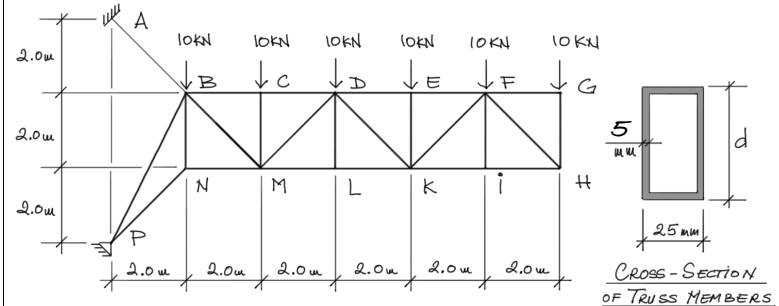 A
10KN 10KN 10KN 10KN 10KN 10KN
2.0m
B C D E F G
2.0m
5
mm
d
N M L K i H
2.0m
P
25mm
2.0m 2.0m 2.0m 2.0m 2.0m 2.0m
CROSS-SECTION
OF TRUSS MEMBERS